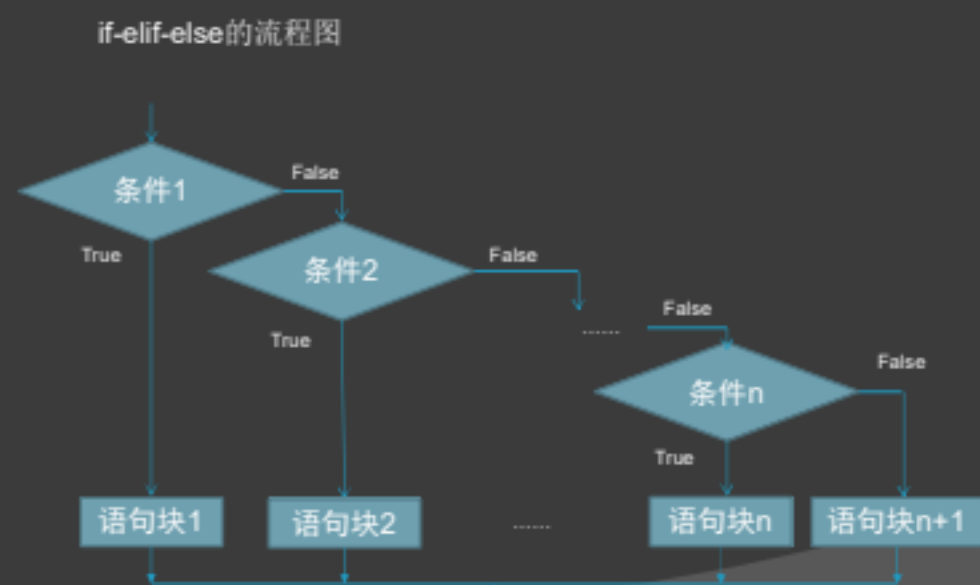 if-elif-else的流程图
False
条件1
True
False
条件2
True
......
False
条件n
False
True
语句块1
语句块2
......
语句块n
语句块n+1